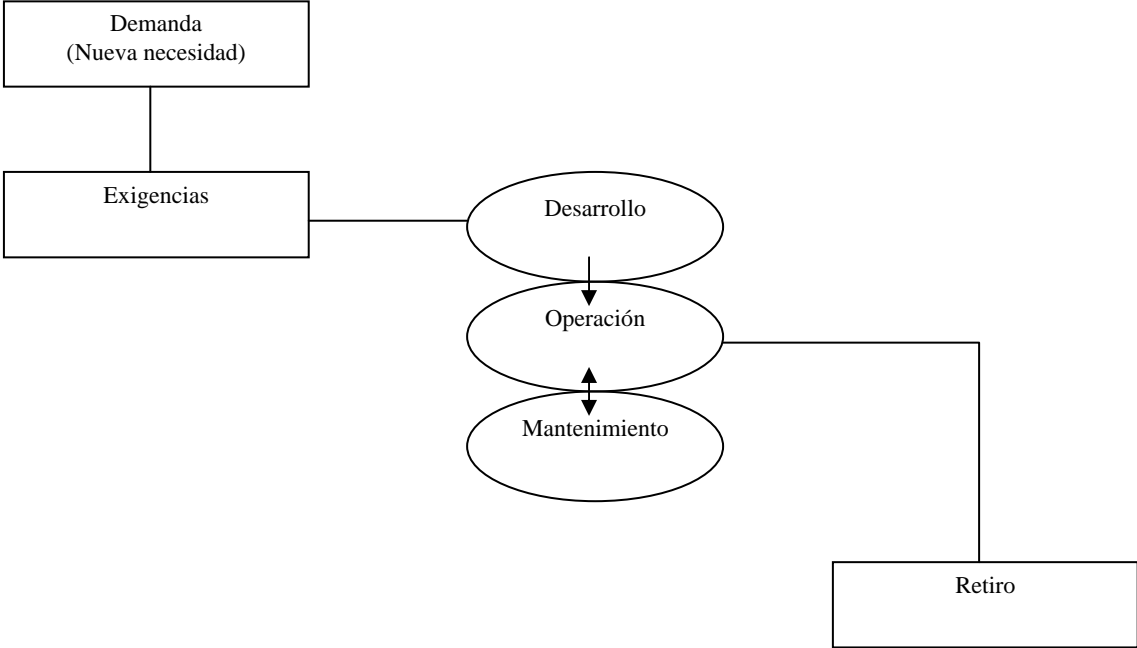 Demanda
(Nueva necesidad)
Exigencias
Desarrollo
Operación
Mantenimiento
Retiro